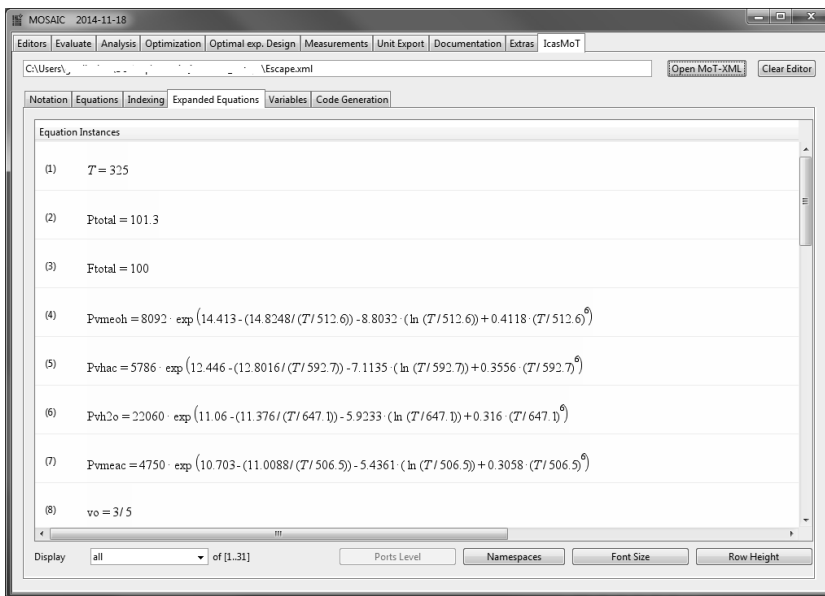 MOSAIC 2014-11-18
Editors Evaluate Analysis Optimization Optimal exp. Design Measurements Unit Export Documentation Extras IcasMoT
C:\Users\ \Escape.xml Open MoT-XML Clear Editor
Notation Equations Indexing Expanded Equations Variables Code Generation
Equation Instances
(1) T = 325
(2) Ptotal = 101.3
(3) Ftotal = 100
(4) Pvmeoh = 8092 · exp (14.413-(14.8248/(T/512.6))-8.8032·(ln (T/512.6))+0.4118·(T/512.6)^6)
(5) Pvhac = 5786 · exp (12.446-(12.8016/(T/592.7))-7.1135·(ln (T/592.7))+0.3556·(T/592.7)^6)
(6) Pvh2o = 22060 · exp (11.06-(11.376/(T/647.1))-5.9233·(ln (T/647.1))+0.316·(T/647.1)^6)
(7) Pvmeac = 4750 · exp (10.703-(11.0088/(T/506.5))-5.4361·(ln (T/506.5))+0.3058·(T/506.5)^6)
(8) vo = 3/5
Display all of [1..31] Ports Level Namespaces Font Size Row Height